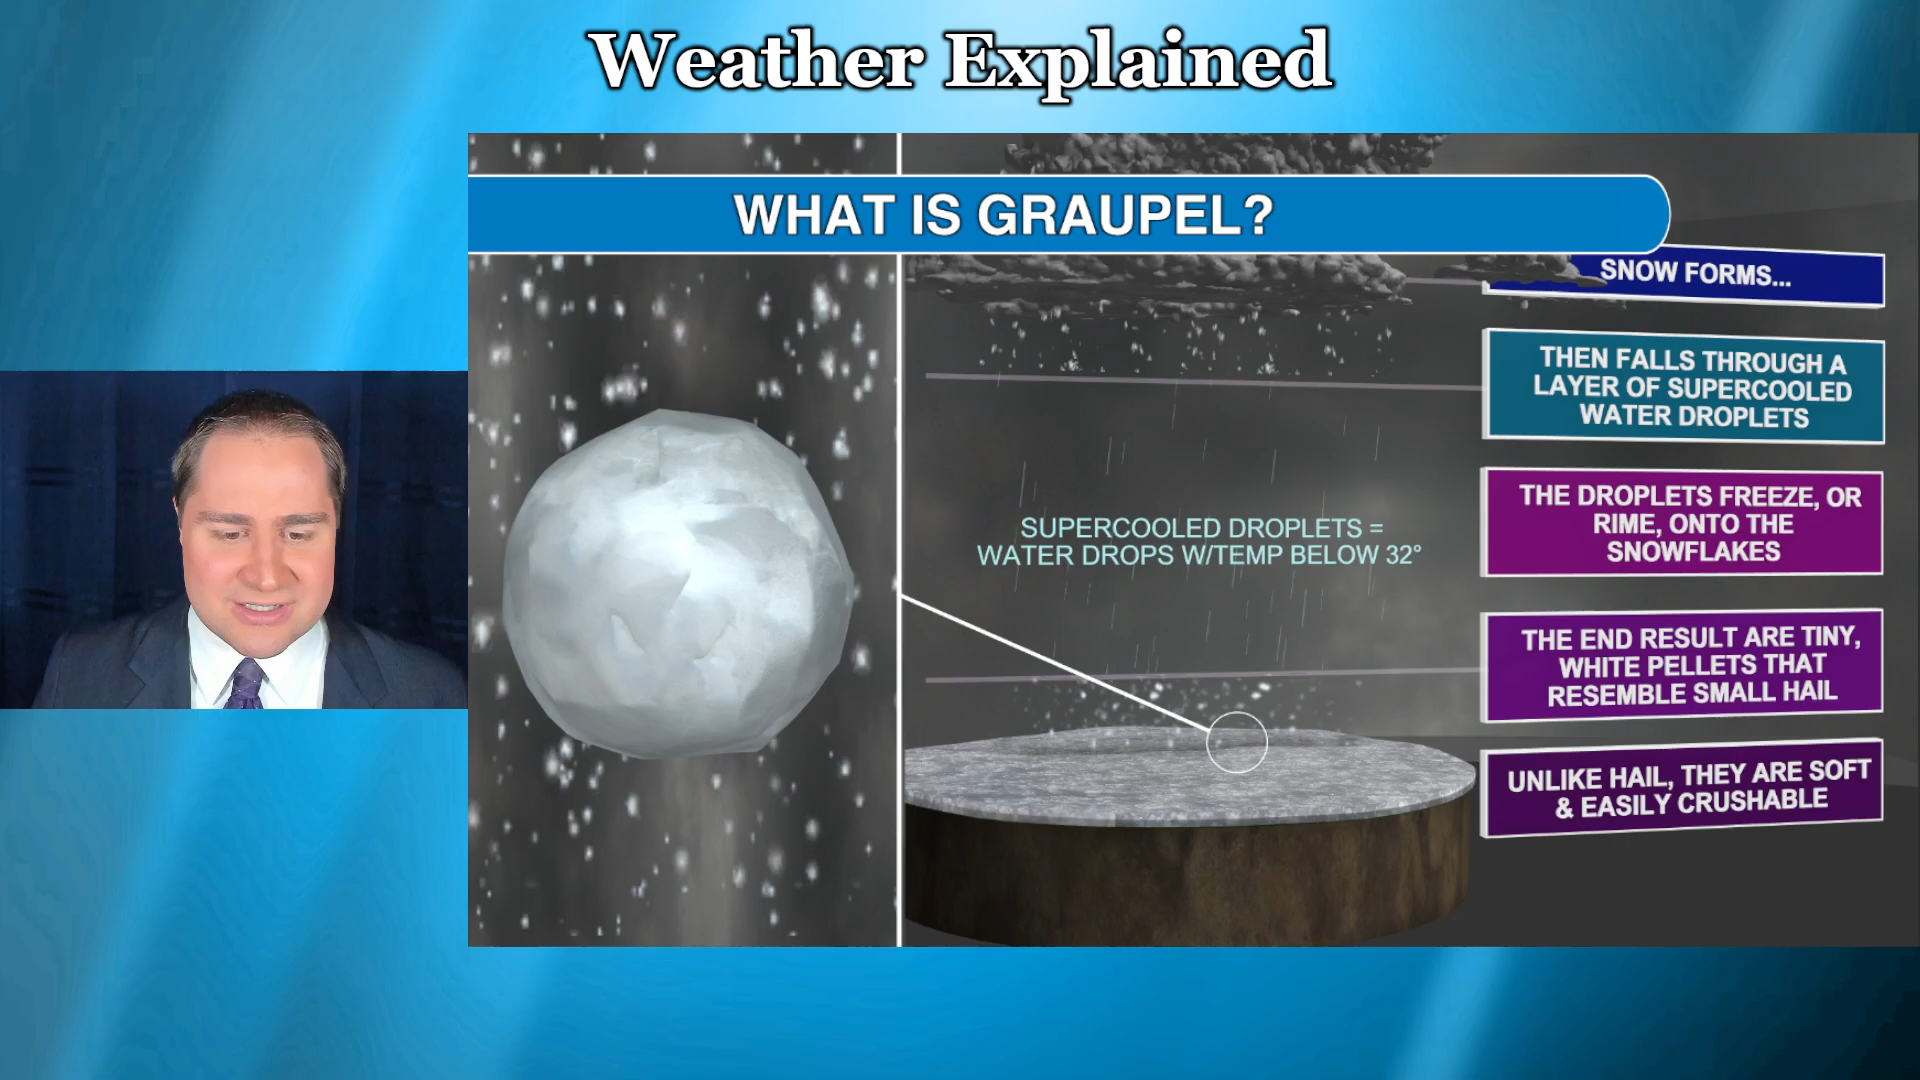 Weather Explained
WHAT IS GRAUPEL?
SNOW FORMS...
THEN FALLS THROUGH A
LAYER OF SUPERCOOLED
WATER DROPLETS
THE DROPLETS FREEZE, OR
RIME, ONTO THE
SNOWFLAKES
SUPERCOOLED DROPLETS =
WATER DROPS W/TEMP BELOW 32°
THE END RESULT ARE TINY,
WHITE PELLETS THAT
RESEMBLE SMALL HAIL
UNLIKE HAIL, THEY ARE SOFT
& EASILY CRUSHABLE